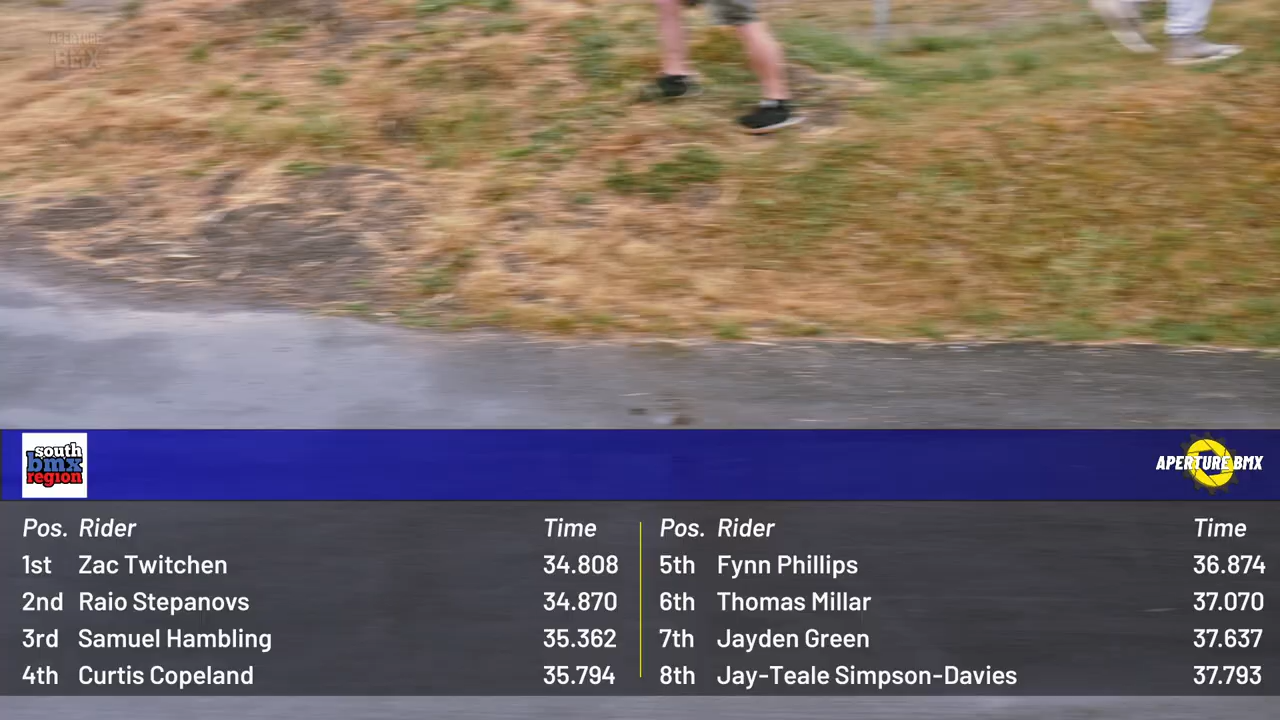 APERTURE
BMX
south
bmx
region
APERTURE BMX
Pos. Rider Time
1st Zac Twitchen 34.808
2nd Raio Stepanovs 34.870
3rd Samuel Hambling 35.362
4th Curtis Copeland 35.794
Pos. Rider Time
5th Fynn Phillips 36.874
6th Thomas Millar 37.070
7th Jayden Green 37.637
8th Jay-Teale Simpson-Davies 37.793